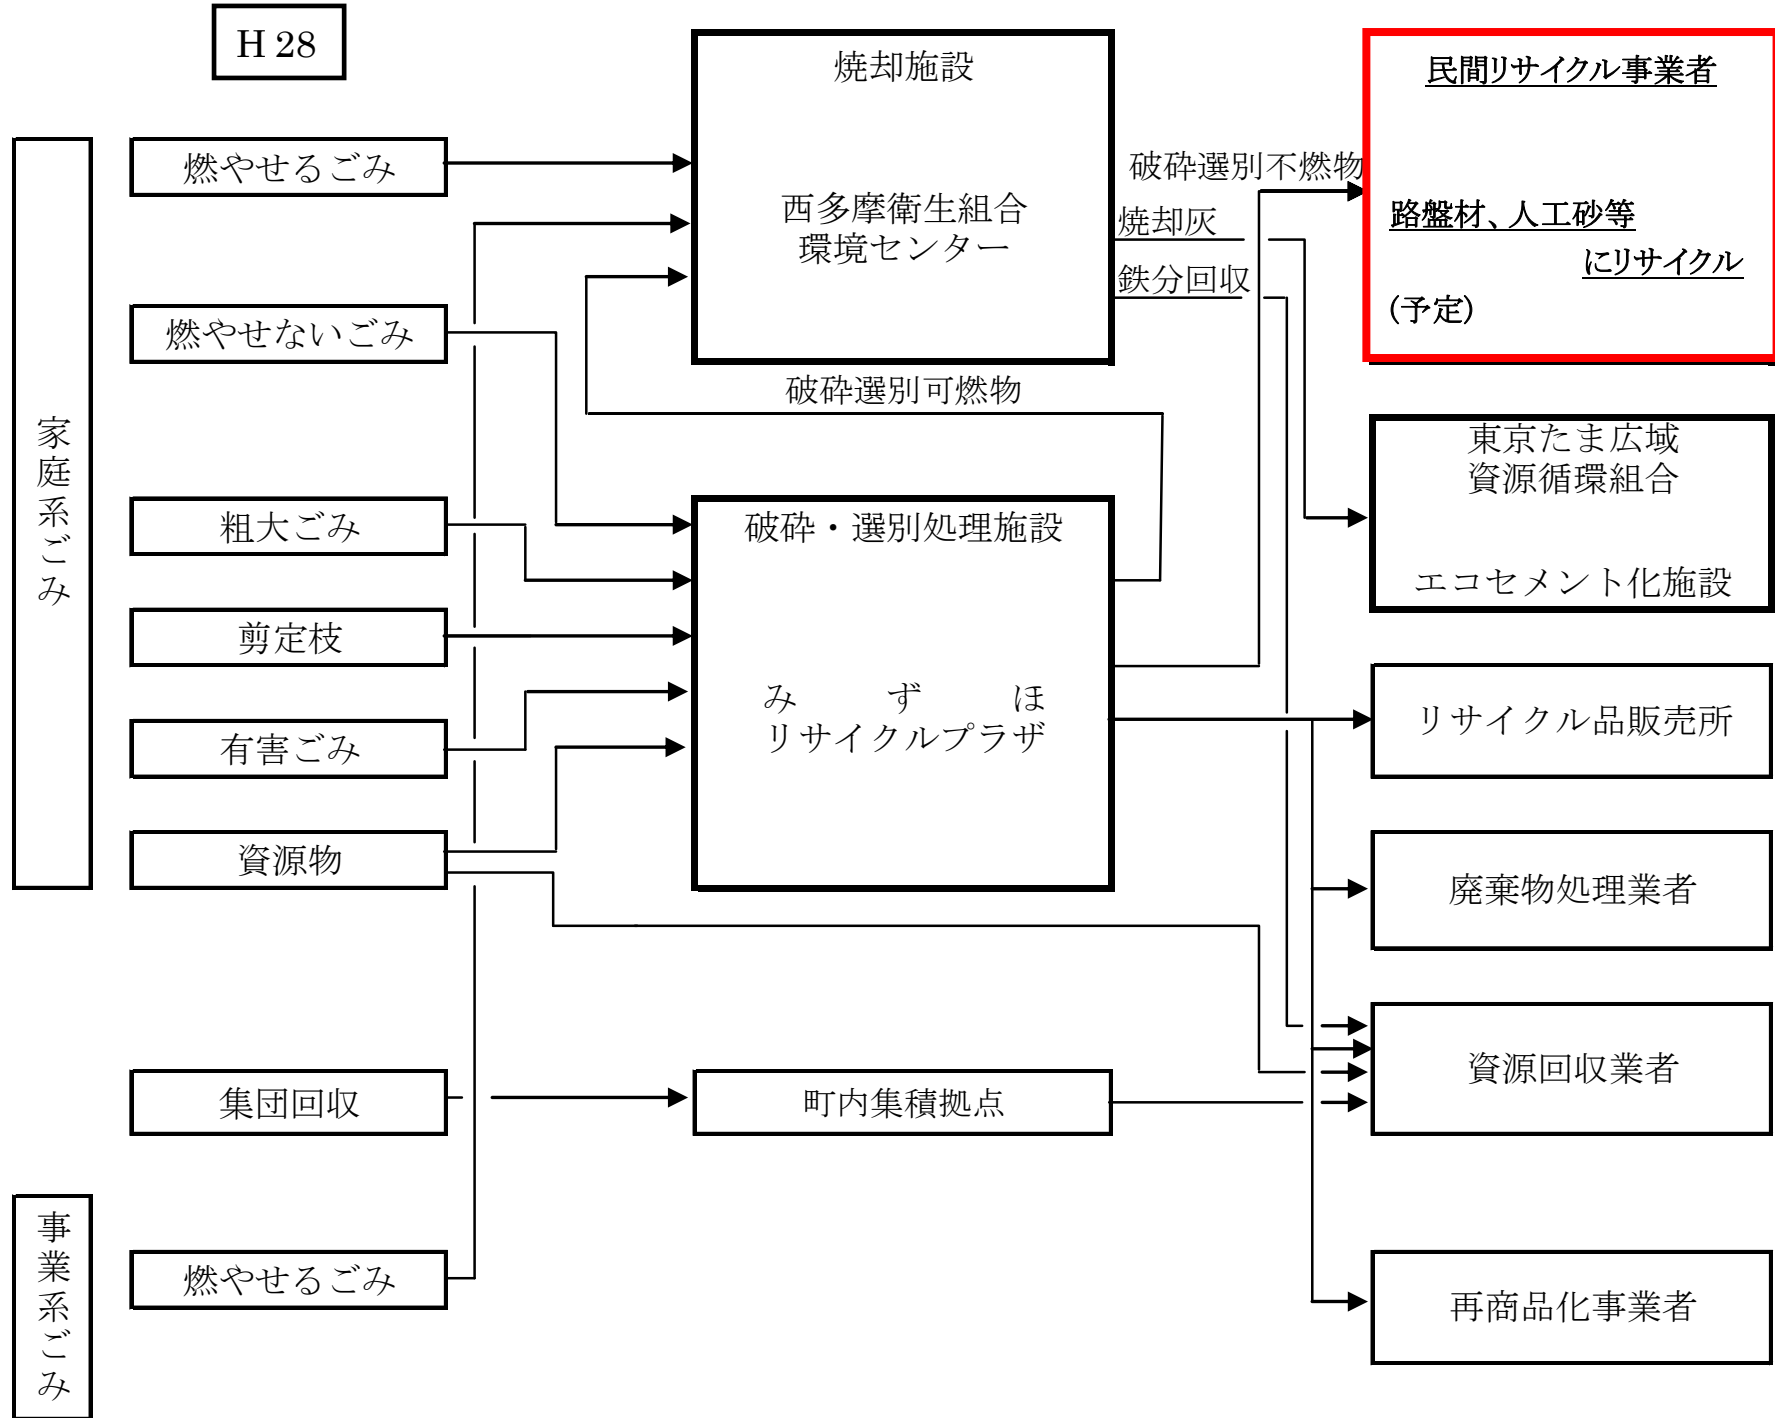 H 28
家庭系ごみ
燃やせるごみ
燃やせないごみ
粗大ごみ
剪定枝
有害ごみ
資源物
集団回収
事業系ごみ
燃やせるごみ
焼却施設
西多摩衛生組合
環境センター
破砕選別可燃物
破砕・選別処理施設
み ず ほ
リサイクルプラザ
町内集積拠点
破砕選別不燃物
焼却灰
鉄分回収
民間リサイクル事業者
路盤材、人工砂等
にリサイクル
(予定)
東京たま広域
資源循環組合
エコセメント化施設
リサイクル品販売所
廃棄物処理業者
資源回収業者
再商品化事業者